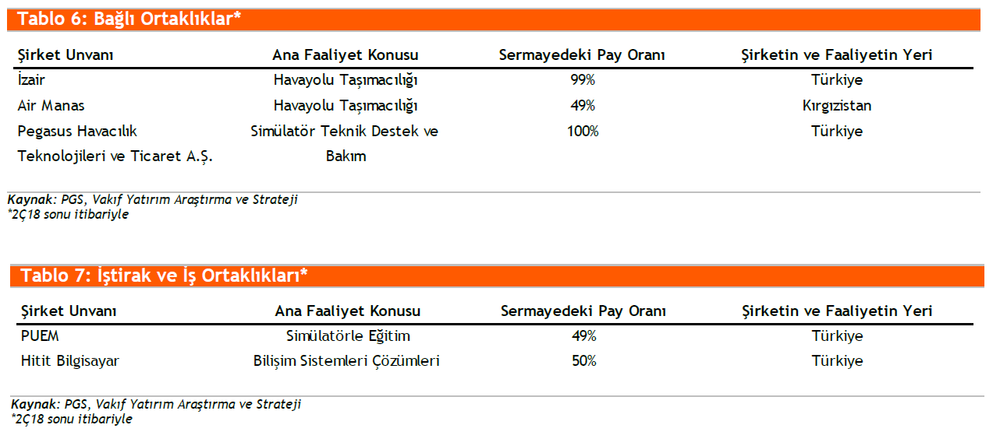 Tablo 6: Bağlı Ortaklıklar*
Şirket Unvanı Ana Faaliyet Konusu Sermayedeki Pay Oranı Şirketin ve Faaliyetin Yeri
İzair Havayolu Taşımacılığı 99% Türkiye
Air Manas Havayolu Taşımacılığı 49% Kırgızistan
Pegasus Havacılık Simülatör Teknik Destek ve 100% Türkiye
Teknolojileri ve Ticaret A.Ş. Bakım
Kaynak: PGS, Vakıf Yatırım Araştırma ve Strateji
*2Ç18 sonu itibariyle
Tablo 7: İştirak ve İş Ortaklıkları*
Şirket Unvanı Ana Faaliyet Konusu Sermayedeki Pay Oranı Şirketin ve Faaliyetin Yeri
PUEM Simülatörle Eğitim 49% Türkiye
Hitit Bilgisayar Bilişim Sistemleri Çözümleri 50% Türkiye
Kaynak: PGS, Vakıf Yatırım Araştırma ve Strateji
*2Ç18 sonu itibariyle